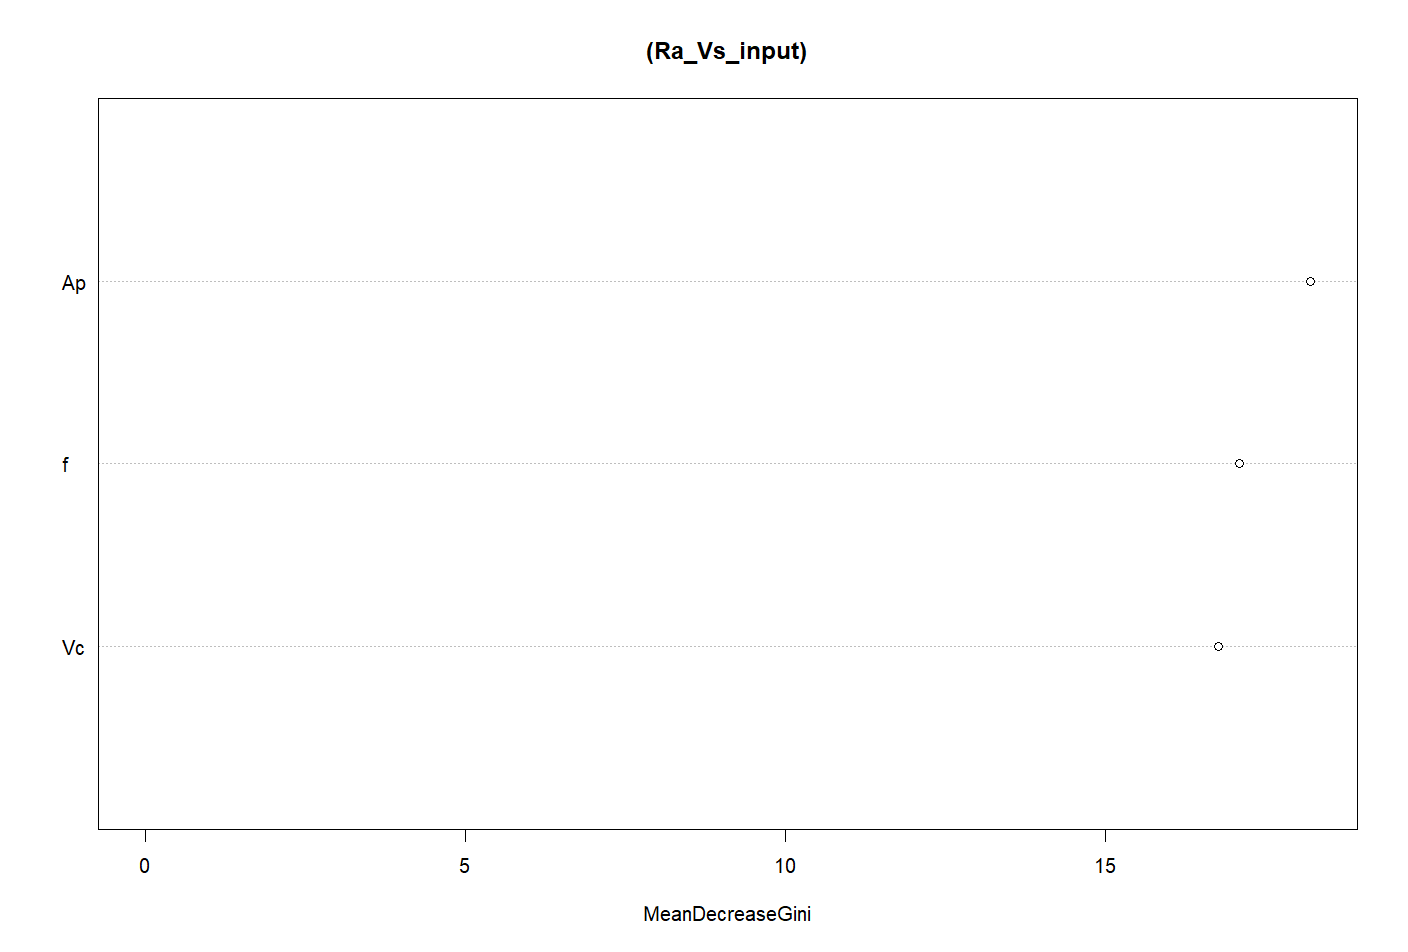 (Ra_Vs_input)
Ap
f
Vc
0 5 10 15
MeanDecreaseGini